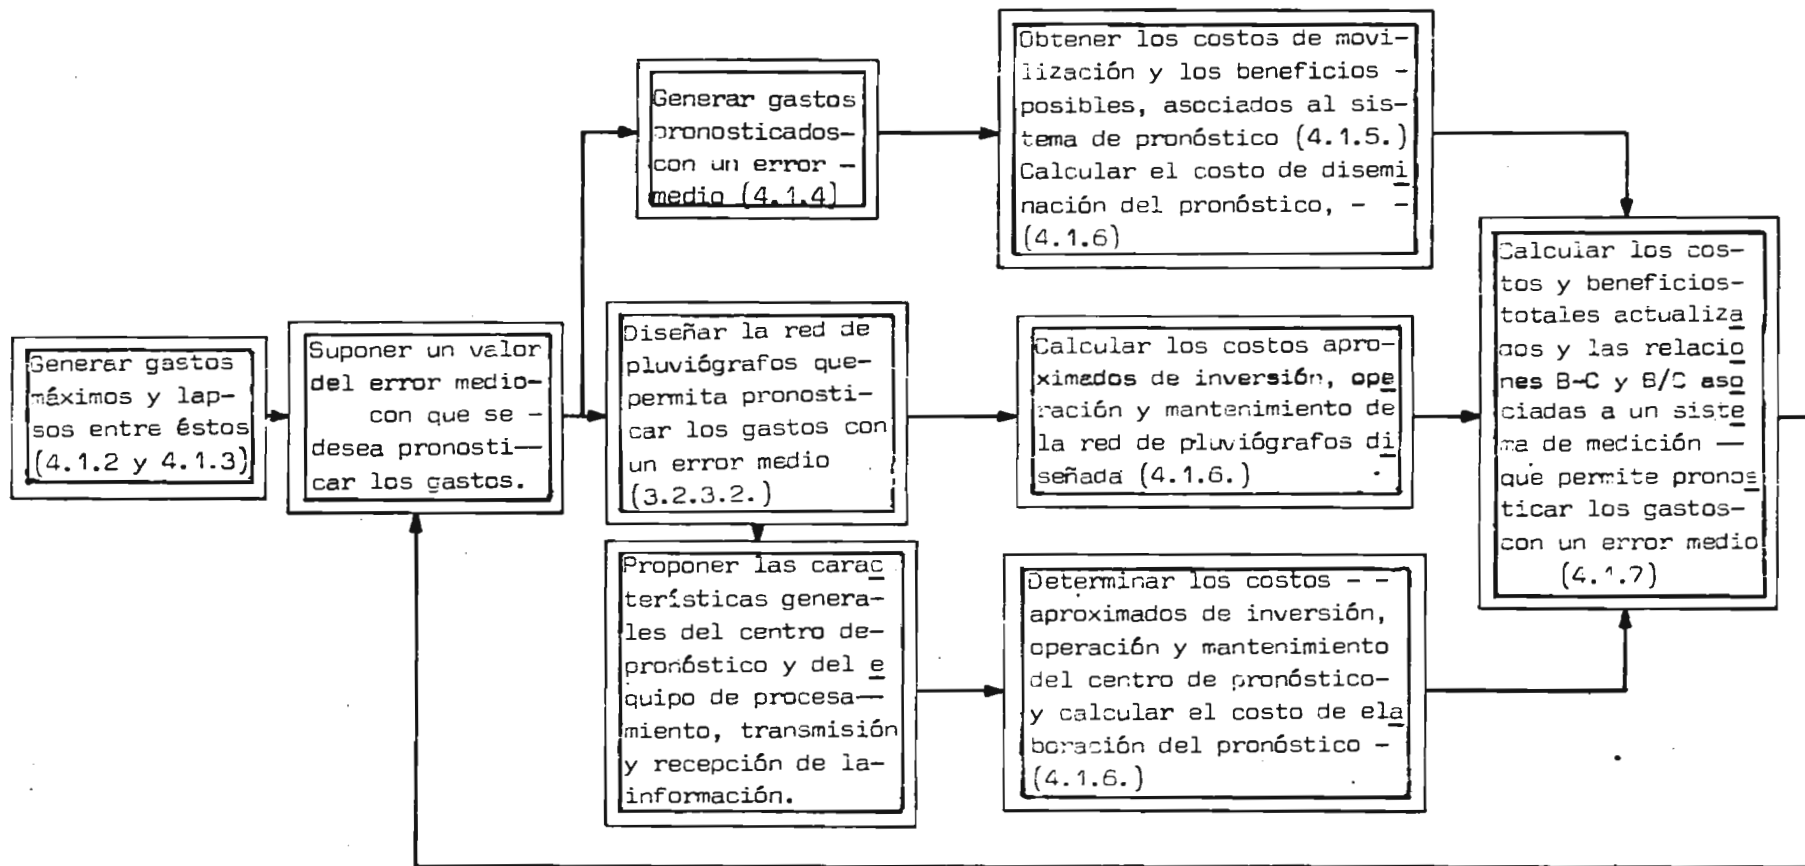 Generar gastos
máximos y lap-
sos entre éstos
(4.1.2 y 4.1.3)
Suponer un valor
del error medio-
con que se -
desea pronosti-
car los gastos.
Generar gastos
pronosticados-
con un error -
medio (4.1.4)
Diseñar la red de
pluviógrafos que-
permita pronosti-
car los gastos con
un error medio
(3.2.3.2.)
Proponer las carac
terísticas genera-
les del centro de-
pronóstico y del e
quipo de procesa-
miento, transmisión
y recepción de la-
información.
Obtener los costos de movi-
lización y los beneficios -
posibles, asociados al sis-
tema de pronóstico (4.1.5.)
Calcular el costo de disemi
nación del pronóstico, - -
(4.1.6)
Calcular los costos apro-
ximados de inversión, ope
ración y mantenimiento de
la red de pluviógrafos di
señada (4.1.6.)
Determinar los costos - -
aproximados de inversión,
operación y mantenimiento
del centro de pronóstico-
y calcular el costo de ela
boración del pronóstico -
(4.1.6.)
Calcular los cos-
tos y beneficios-
totales actualiza
dos y las relacio
nes B-C y B/C aso
ciadas a un siste
ma de medición -
que permite pronos
ticar los gastos-
con un error medio
(4.1.7)